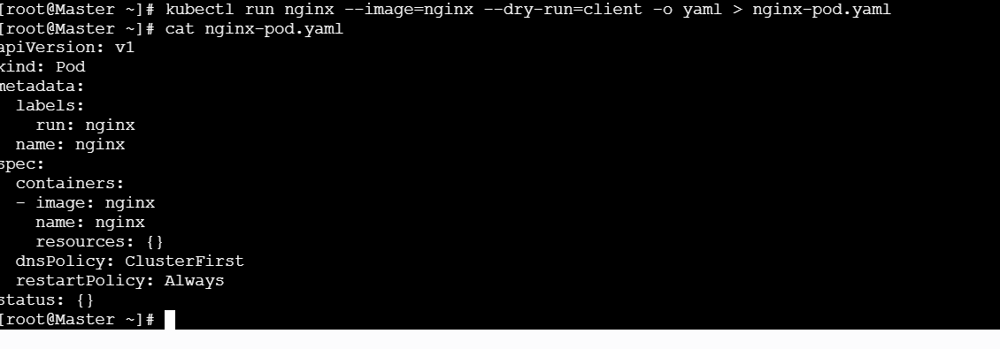 [root@Master ~]# kubectl run nginx --image=nginx --dry-run=client -o yaml > nginx-pod.yaml
[root@Master ~]# cat nginx-pod.yaml
apiVersion: v1
kind: Pod
metadata:
  labels:
    run: nginx
  name: nginx
spec:
  containers:
  - image: nginx
    name: nginx
    resources: {}
  dnsPolicy: ClusterFirst
  restartPolicy: Always
status: {}
[root@Master ~]#